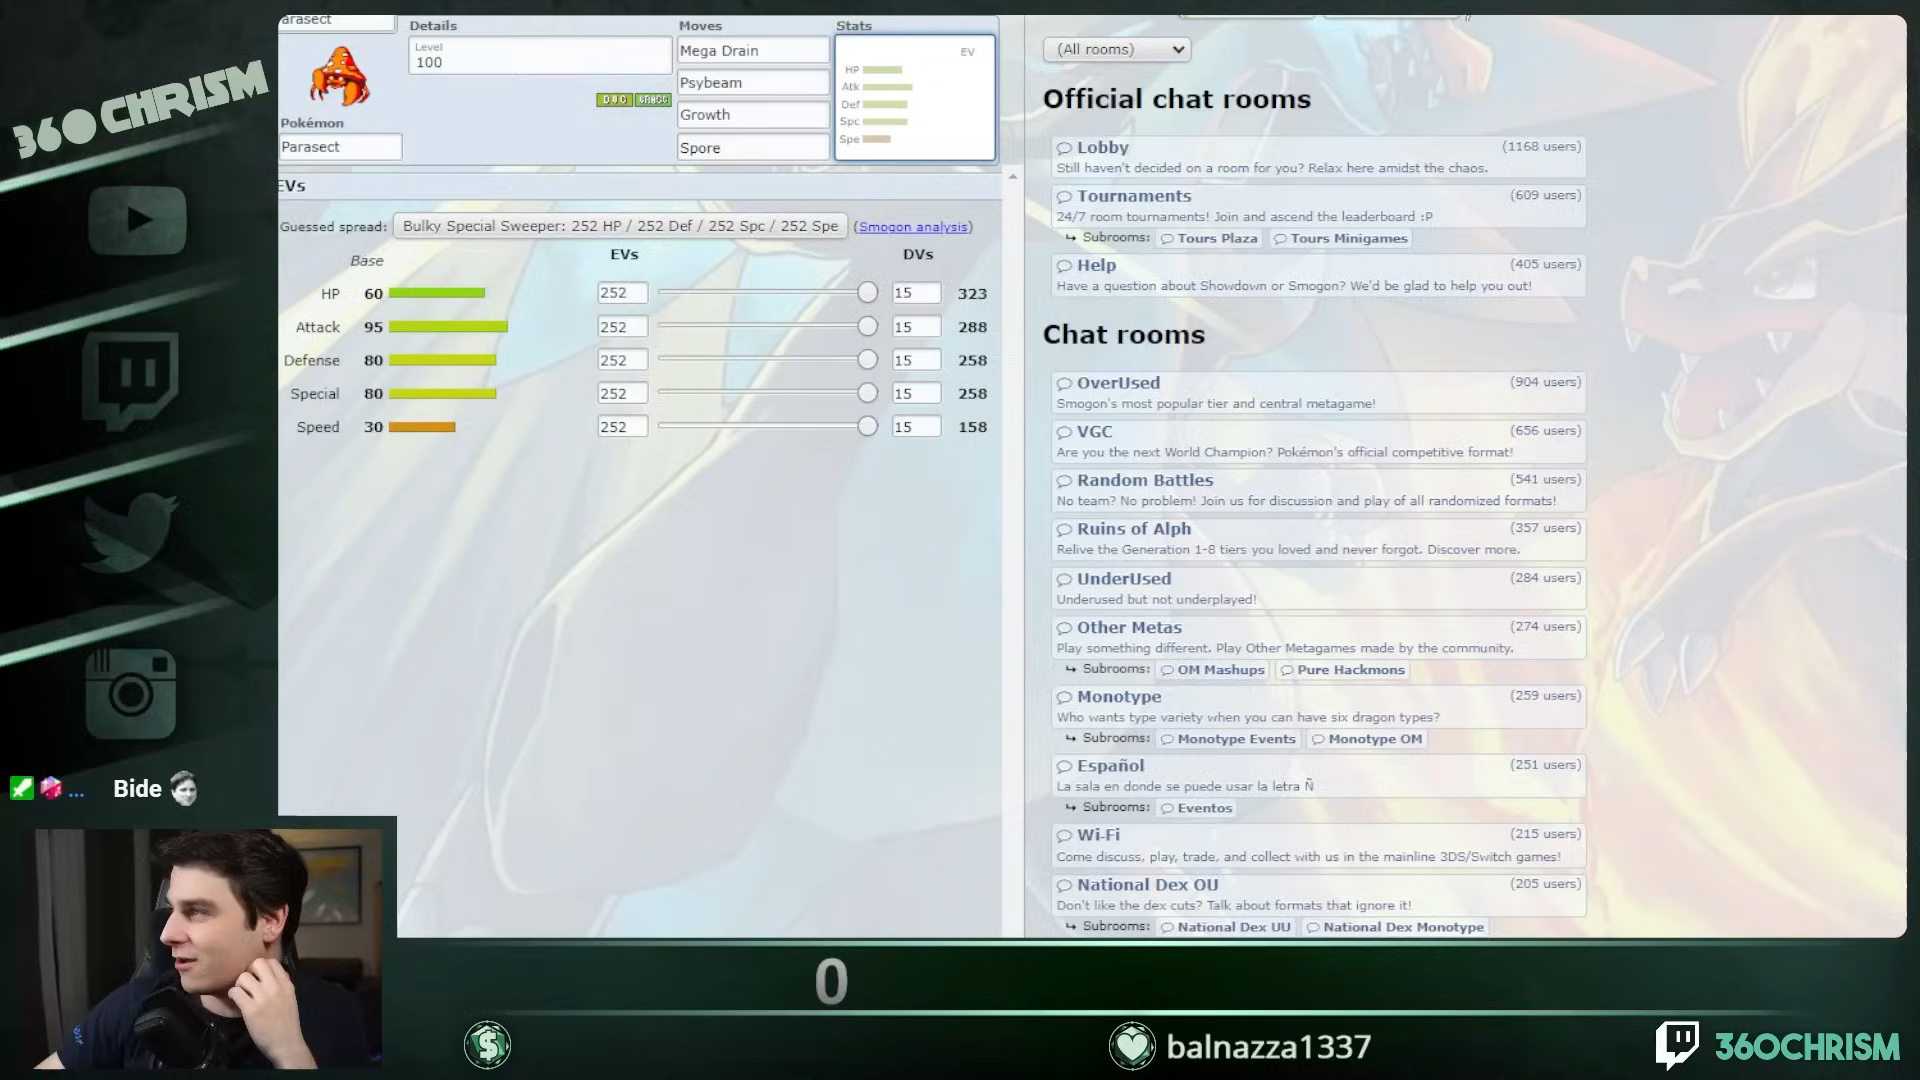 360CHRISM
arasect
Pokémon
Parasect
Details
Level
100
BUG GRASS
Moves
Mega Drain
Psybeam
Growth
Spore
Stats
EV
HP
Atk
Def
Spc
Spe
EVs
Guessed spread: Bulky Special Sweeper: 252 HP / 252 Def / 252 Spc / 252 Spe (Smogon analysis)
Base EVs DVs
HP 60 252 15 323
Attack 95 252 15 288
Defense 80 252 15 258
Special 80 252 15 258
Speed 30 252 15 158
(All rooms)
Official chat rooms
Lobby (1168 users)
Still haven't decided on a room for you? Relax here amidst the chaos.
Tournaments (609 users)
24/7 room tournaments! Join and ascend the leaderboard :P
↳ Subrooms: Tours Plaza Tours Minigames
Help (405 users)
Have a question about Showdown or Smogon? We'd be glad to help you out!
Chat rooms
OverUsed (904 users)
Smogon's most popular tier and central metagame!
VGC (656 users)
Are you the next World Champion? Pokémon's official competitive format!
Random Battles (541 users)
No team? No problem! Join us for discussion and play of all randomized formats!
Ruins of Alph (357 users)
Relive the Generation 1-8 tiers you loved and never forgot. Discover more.
UnderUsed (284 users)
Underused but not underplayed!
Other Metas (274 users)
Play something different. Play Other Metagames made by the community.
↳ Subrooms: OM Mashups Pure Hackmons
Monotype (259 users)
Who wants type variety when you can have six dragon types?
↳ Subrooms: Monotype Events Monotype OM
Español (251 users)
La sala en donde se puede usar la letra Ñ
↳ Subrooms: Eventos
Wi-Fi (215 users)
Come discuss, play, trade, and collect with us in the mainline 3DS/Switch games!
National Dex OU (205 users)
Don't like the dex cuts? Talk about formats that ignore it!
↳ Subrooms: National Dex UU National Dex Monotype
... Bide
0
$
balnazza1337
360CHRISM